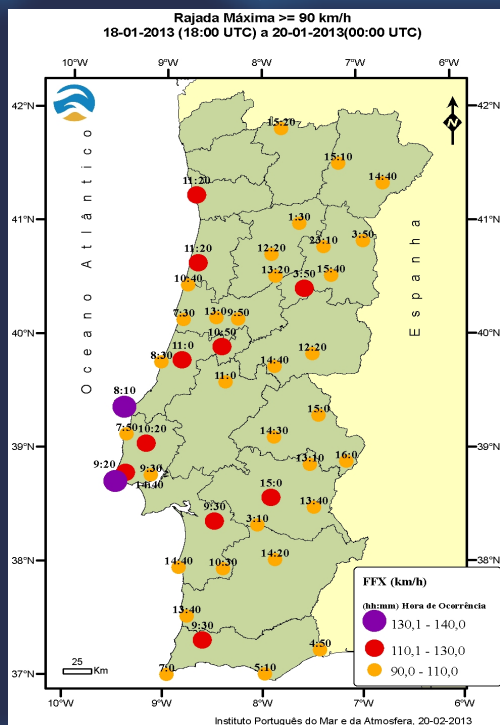 Rajada Máxima >= 90 km/h
18-01-2013 (18:00 UTC) a 20-01-2013(00:00 UTC)
10°W 9°W 8°W 7°W 6°W
42°N
41°N
40°N
39°N
38°N
37°N
Oceano Atlântico
Espanha
N
15:20
15:10
14:40
11:20
1:30
3:50
23:10
11:20
12:20
13:20
3:50
15:40
10:40
7:30
13:0
9:50
10:50
11:0
8:30
12:20
14:40
11:0
8:10
15:0
7:50
10:20
14:30
13:10
16:0
9:20
9:30
14:40
15:0
13:40
9:30
3:10
14:20
14:40
10:30
13:40
9:30
4:50
7:0
5:10
FFX (km/h)
(hh:mm) Hora de Ocorrência
130,1 - 140,0
110,1 - 130,0
90,0 - 110,0
25
Km
10°W 9°W 8°W 7°W 6°W
Instituto Português do Mar e da Atmosfera, 20-02-2013